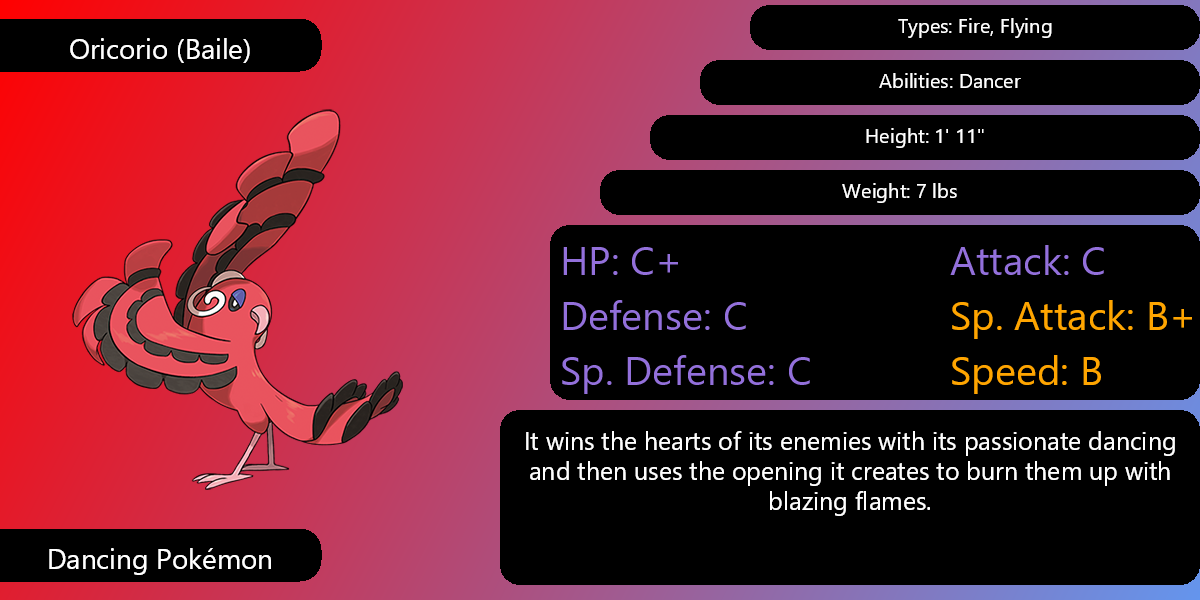 Oricorio (Baile)
Types: Fire, Flying
Abilities: Dancer
Height: 1' 11"
Weight: 7 lbs
HP: C+
Attack: C
Defense: C
Sp. Attack: B+
Sp. Defense: C
Speed: B
It wins the hearts of its enemies with its passionate dancing
and then uses the opening it creates to burn them up with
blazing flames.
Dancing Pokémon